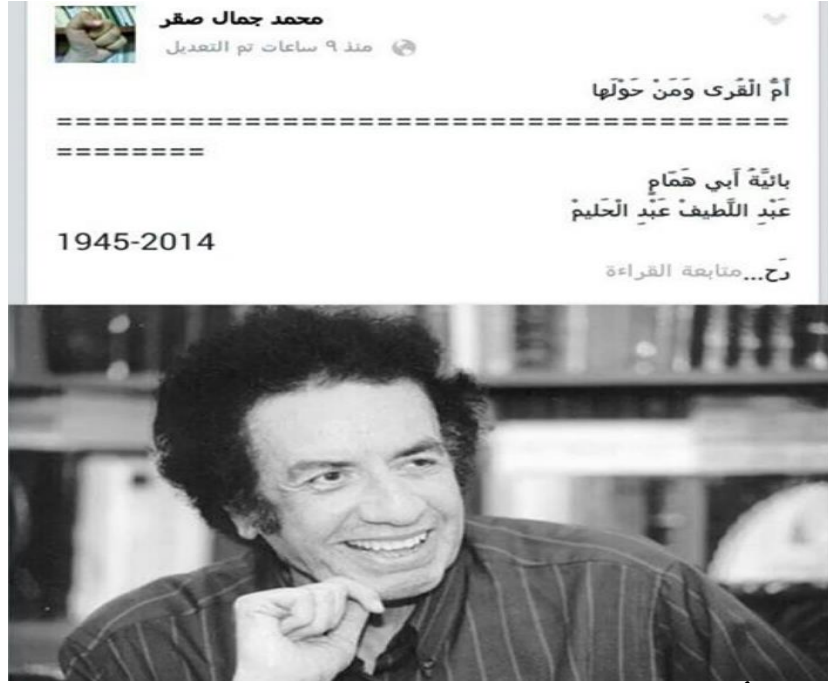 محمد جمال صقر
منذ ٩ ساعات تم التعديل
أُمُّ الْقُرى وَمَنْ حَوْلَها
=======================================
========
بائيَّةُ أَبي هَمّامٍ
عَبْدِ اللَّطيفْ عَبْدِ الْحَليمْ
1945-2014
رَح...متابعة القراءة